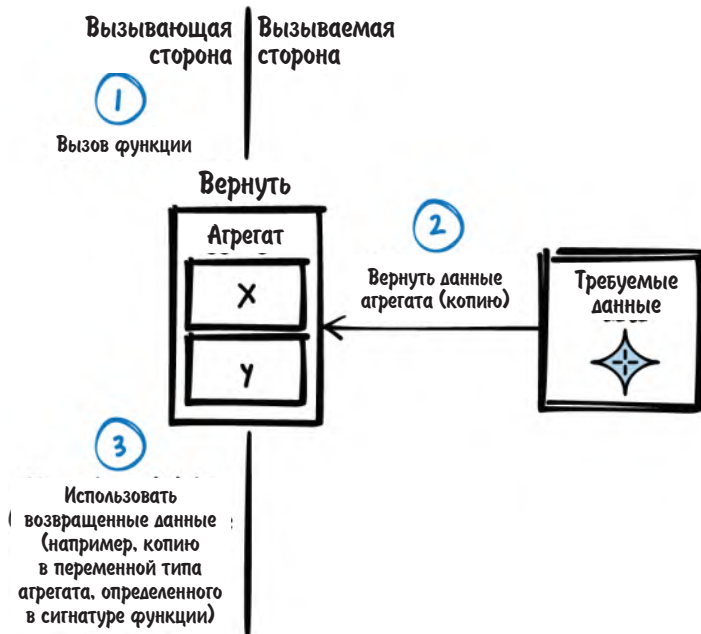 Вызывающая
сторона
Вызываемая
сторона
1
Вызов функции
Вернуть
Агрегат
X
Y
2
Вернуть данные
агрегата (копию)
Требуемые
данные
3
Использовать
возвращенные данные
(например, копию
в переменной типа
агрегата, определенного
в сигнатуре функции)